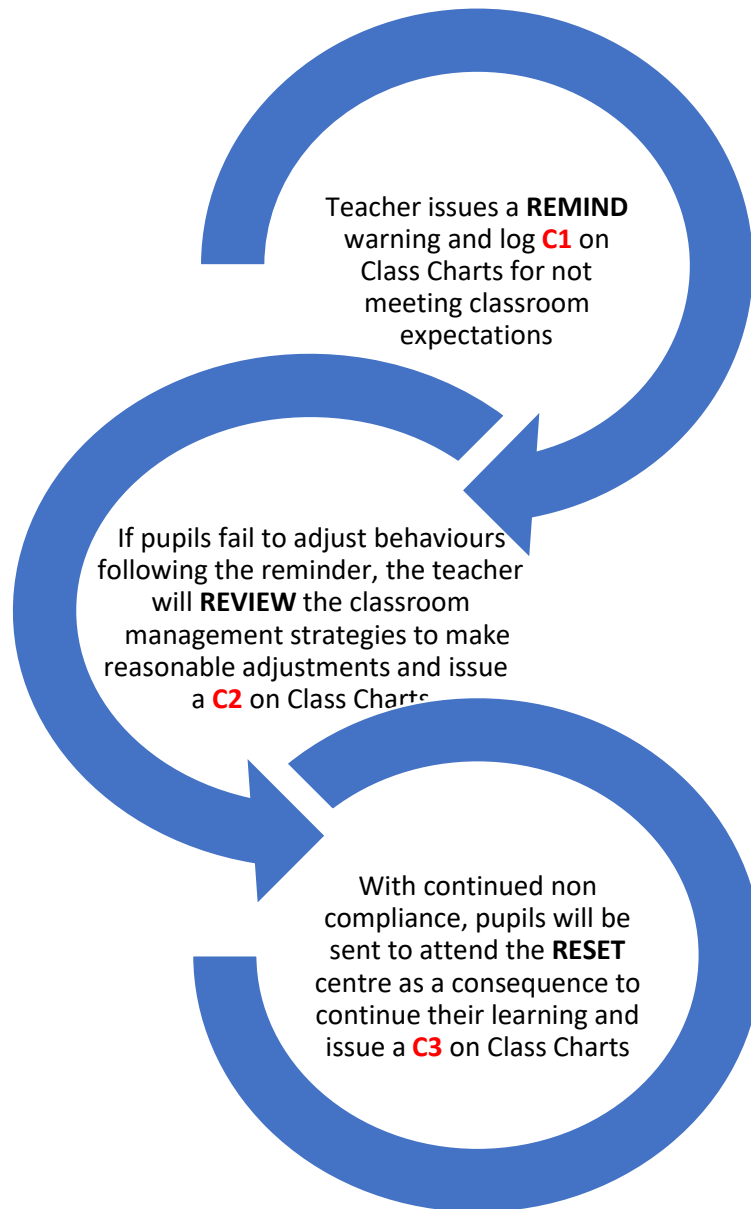 Teacher issues a REMIND
warning and log C1 on
Class Charts for not
meeting classroom
expectations
If pupils fail to adjust behaviours
following the reminder, the teacher
will REVIEW the classroom
management strategies to make
reasonable adjustments and issue
a C2 on Class Charts
With continued non
compliance, pupils will be
sent to attend the RESET
centre as a consequence to
continue their learning and
issue a C3 on Class Charts